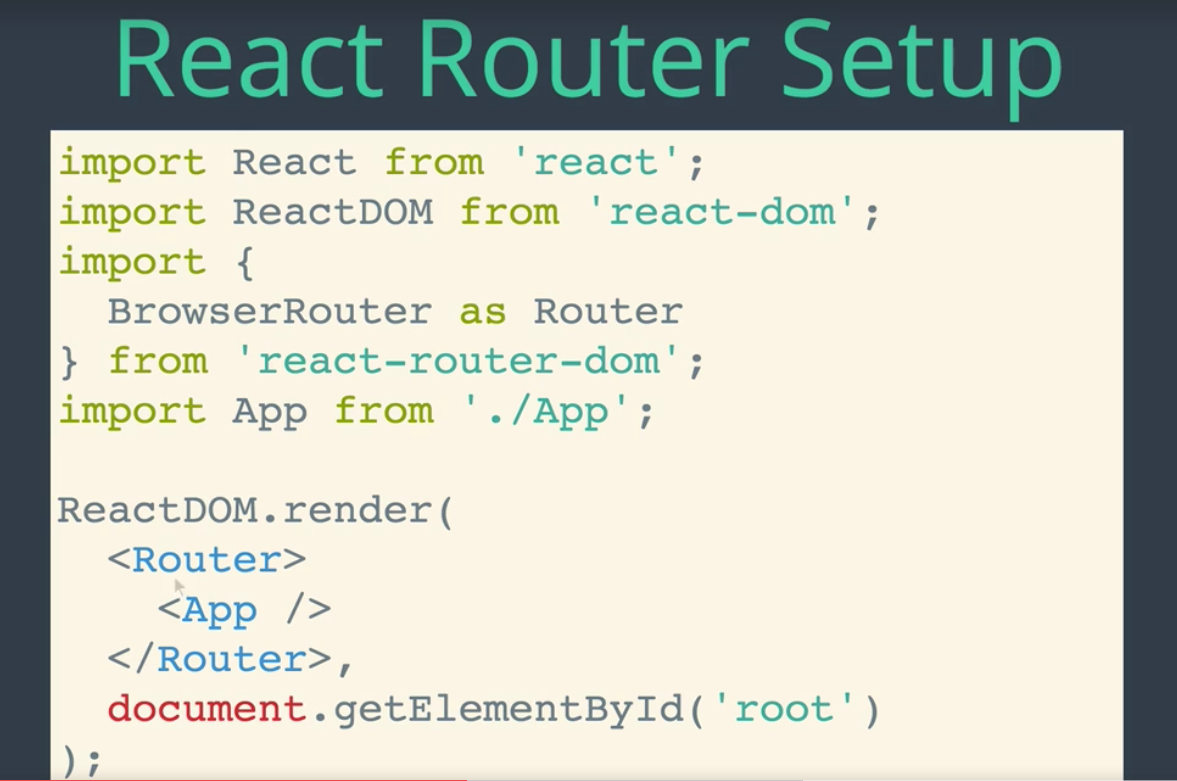 React Router Setup
import React from 'react';
import ReactDOM from 'react-dom';
import {
  BrowserRouter as Router
} from 'react-router-dom';
import App from './App';

ReactDOM.render(
  <Router>
    <App />
  </Router>,
  document.getElementById('root')
);